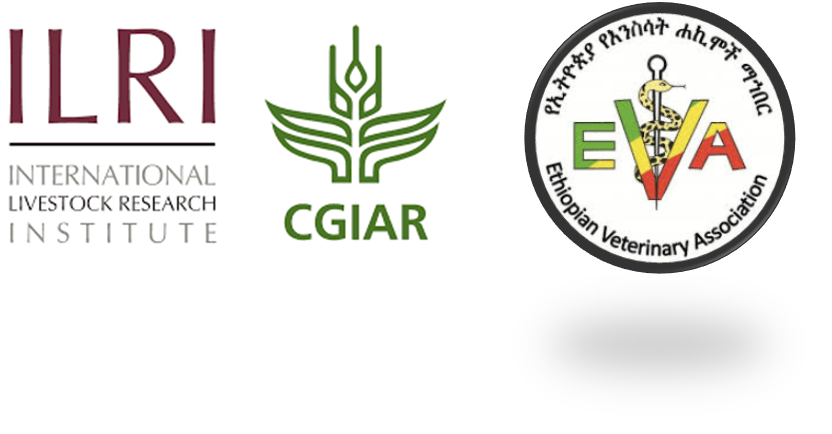 ILRI
INTERNATIONAL
LIVESTOCK RESEARCH
INSTITUTE
CGIAR
የኢትዮጵያ የእንስሳት ሐኪሞች ማኅበር
EVA
Ethiopian Veterinary Association